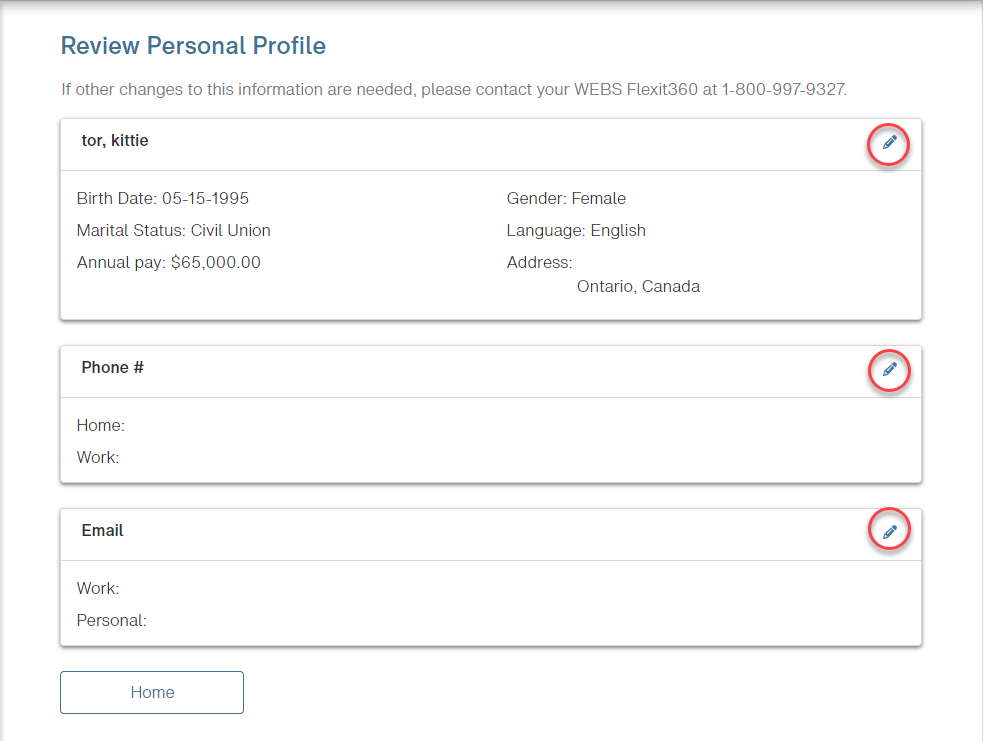 Review Personal Profile
If other changes to this information are needed, please contact your WEBS Flexit360 at 1-800-997-9327.
tor, kittie
Birth Date: 05-15-1995
Gender: Female
Marital Status: Civil Union
Language: English
Annual pay: $65,000.00
Address:
Ontario, Canada
Phone #
Home:
Work:
Email
Work:
Personal:
Home